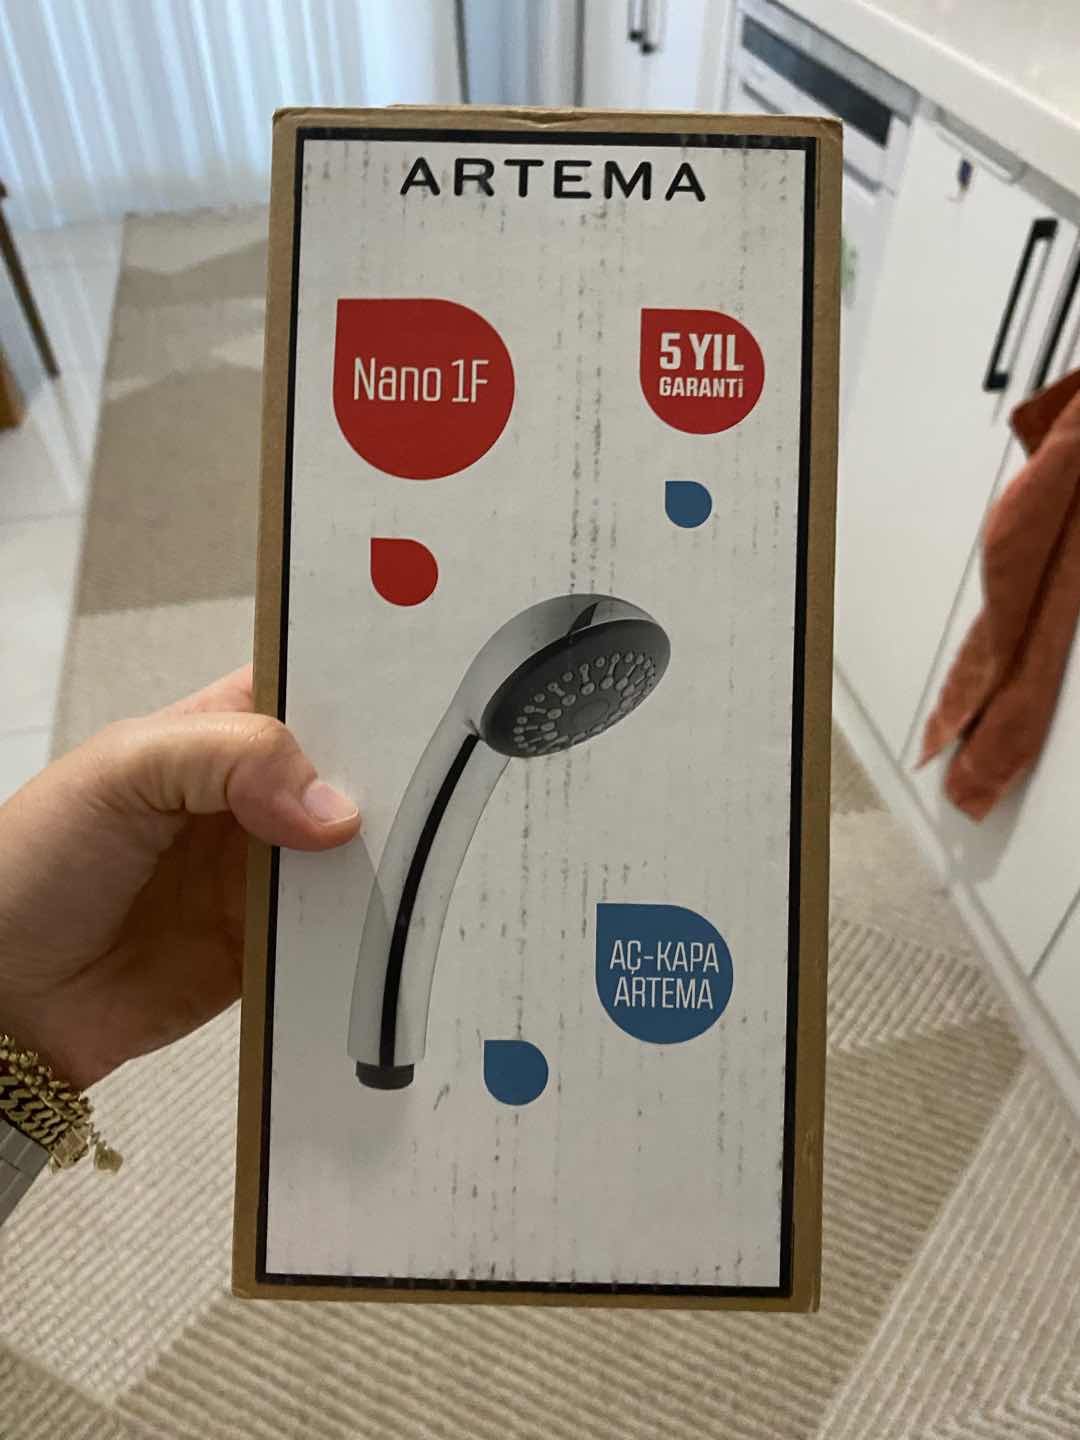 ARTEMA
Nano 1F
5 YIL
GARANTİ
AÇ-KAPA
ARTEMA